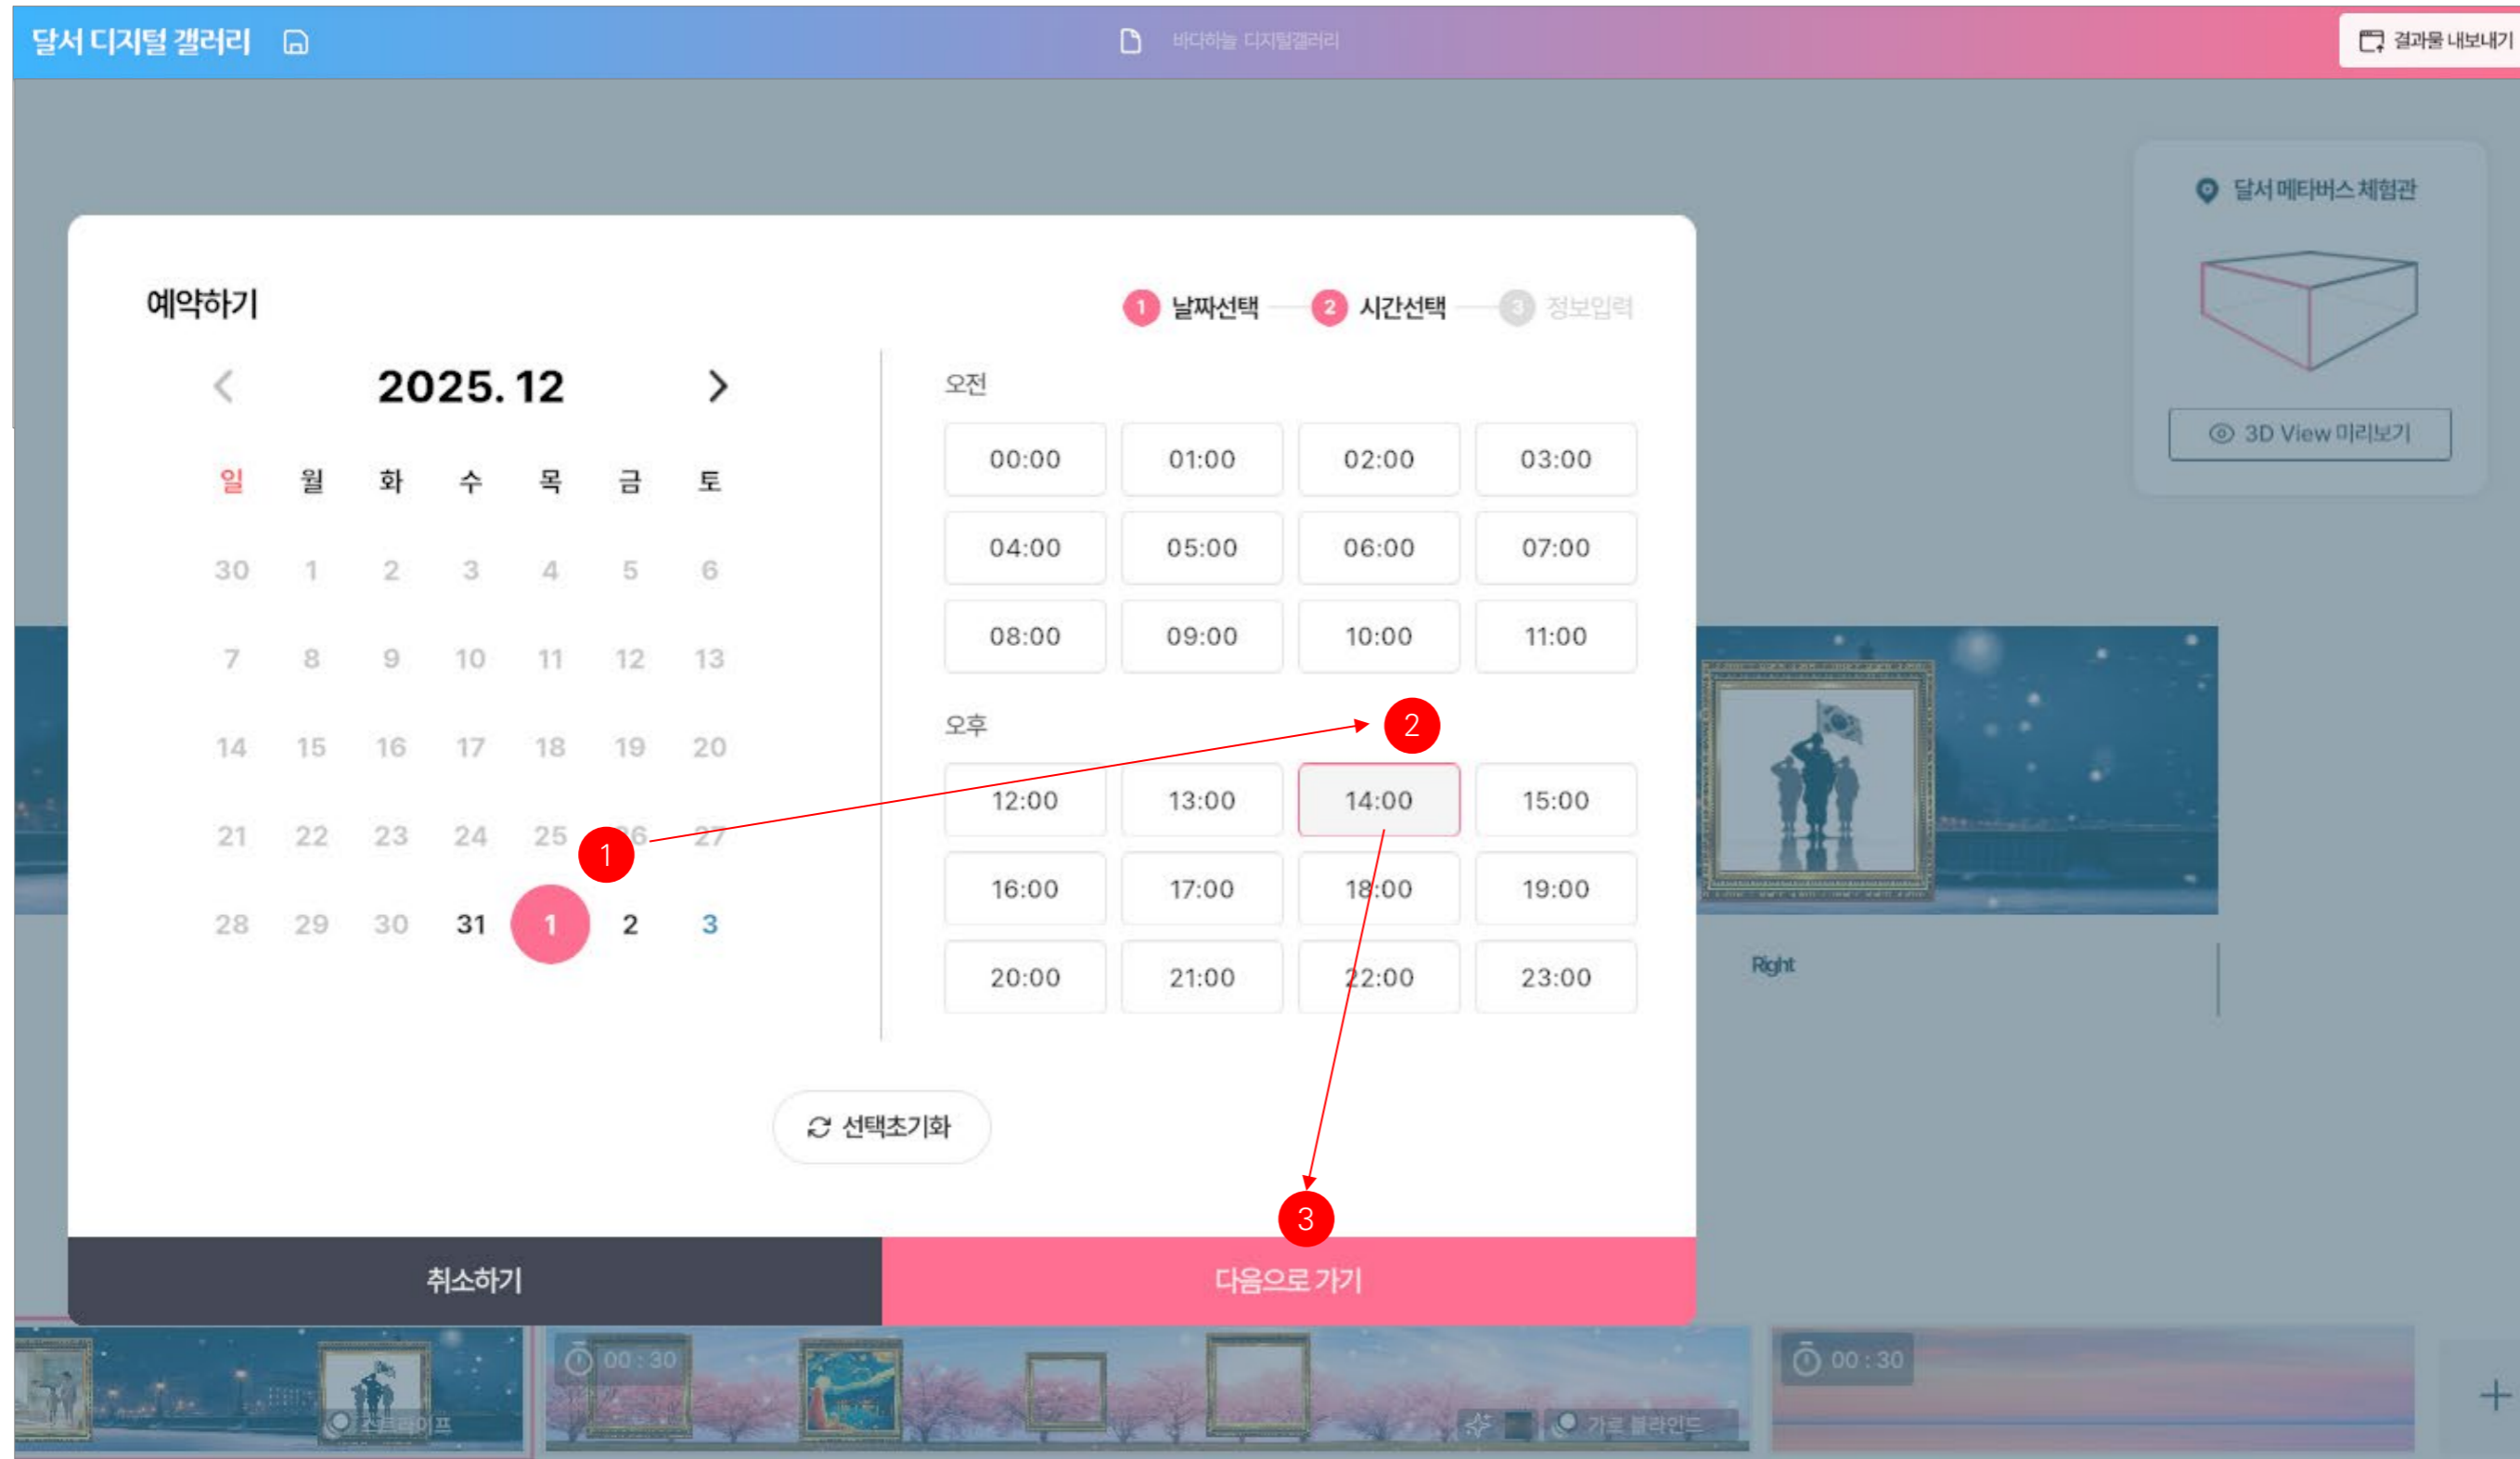 달서 디지털 갤러리
바다하늘 디지털갤러리
결과물 내보내기
달서 메타버스 체험관
3D View 미리보기
예약하기
1 날짜선택 2 시간선택 3 정보입력
2025. 12
일 월 화 수 목 금 토
30 1 2 3 4 5 6
7 8 9 10 11 12 13
14 15 16 17 18 19 20
21 22 23 24 25 26 27
28 29 30 31 1 2 3
1
오전
00:00 01:00 02:00 03:00
04:00 05:00 06:00 07:00
08:00 09:00 10:00 11:00
오후
2
12:00 13:00 14:00 15:00
16:00 17:00 18:00 19:00
20:00 21:00 22:00 23:00
Right
선택초기화
3
취소하기
다음으로 가기
스트라이프
00 : 30
가로 블라인드
00 : 30